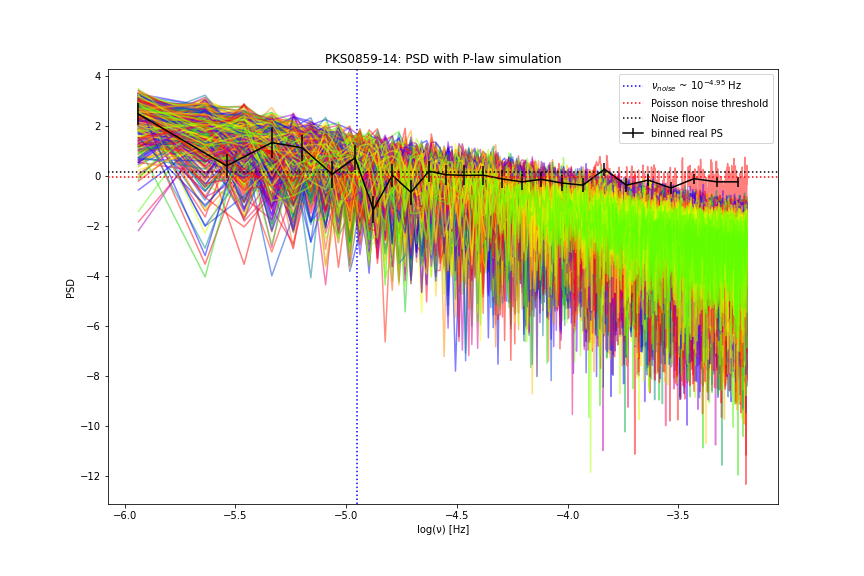 PKS0859-14: PSD with P-law simulation
ν_noise ~ 10^−4.95 Hz
Poisson noise threshold
Noise floor
binned real PS
PSD
4
2
0
−2
−4
−6
−8
−10
−12
−6.0 −5.5 −5.0 −4.5 −4.0 −3.5
log(ν) [Hz]